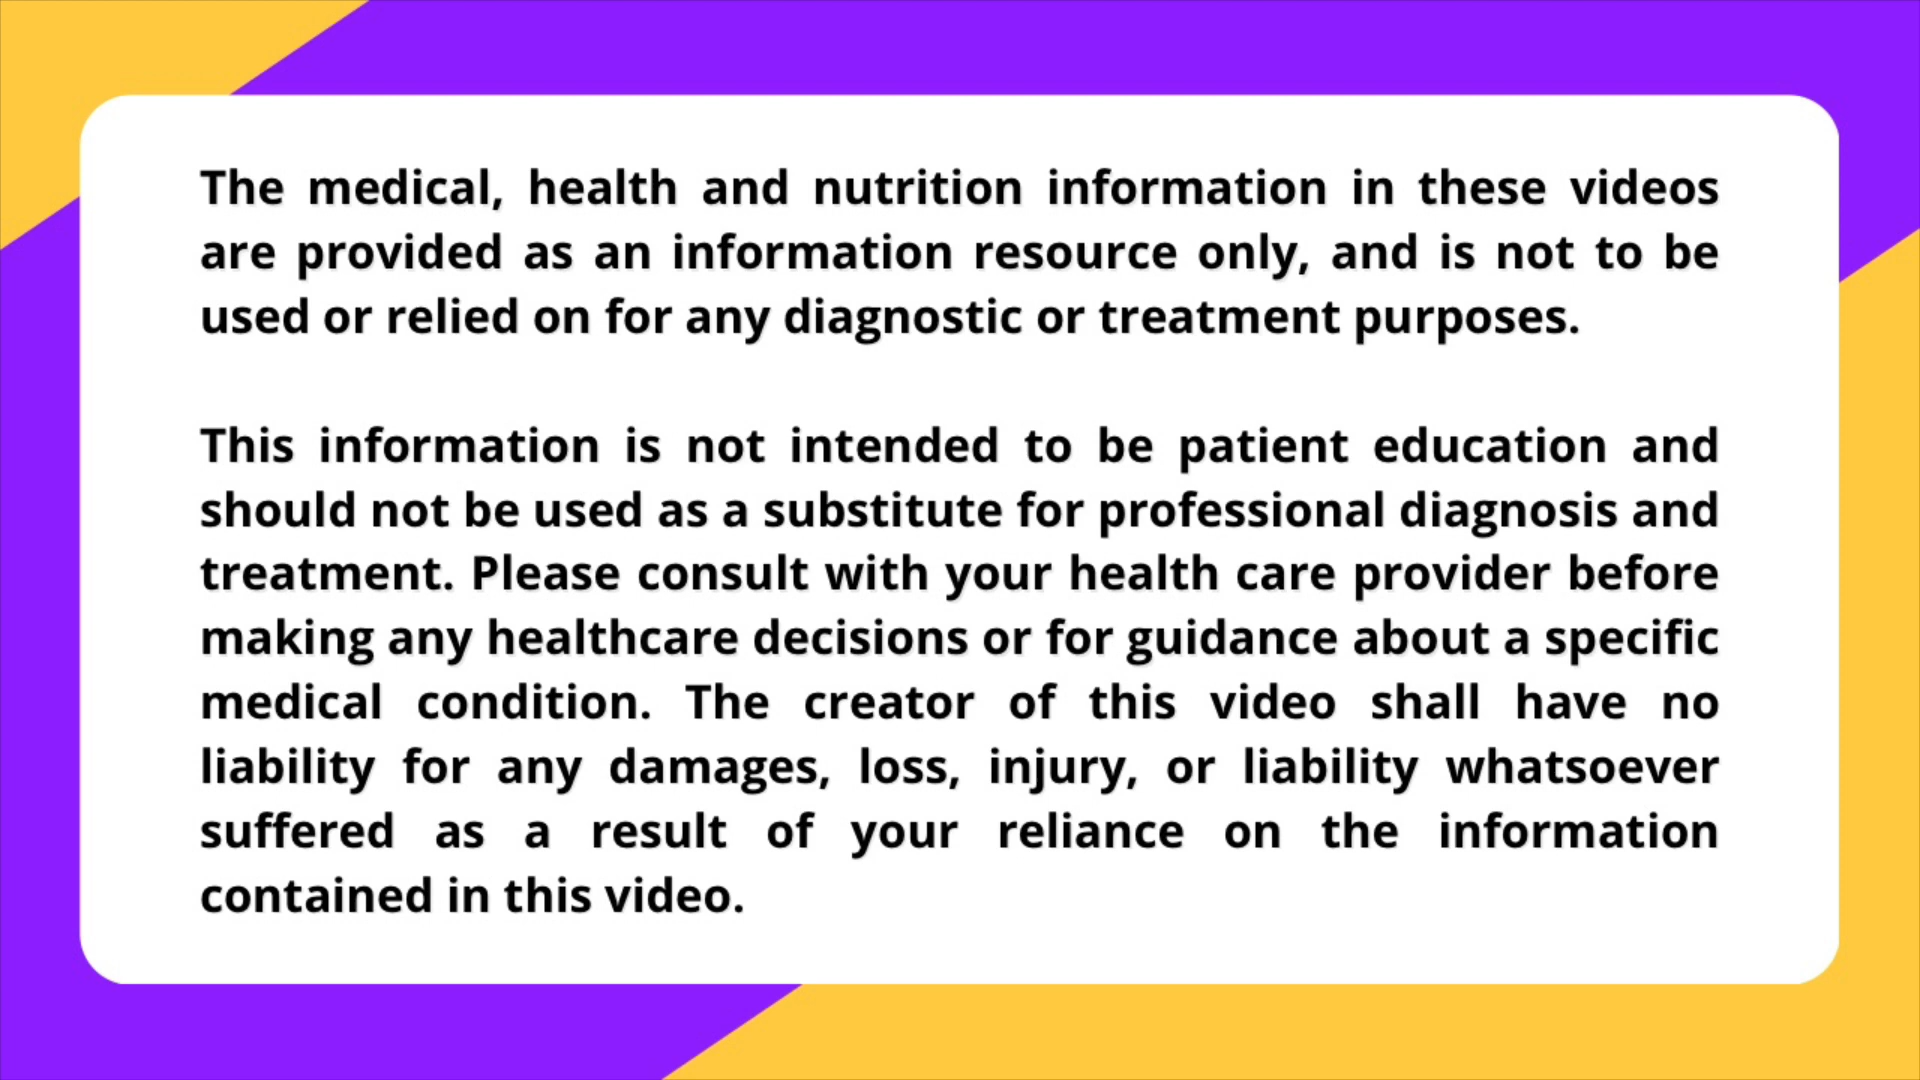 The medical, health and nutrition information in these videos
are provided as an information resource only, and is not to be
used or relied on for any diagnostic or treatment purposes.
This information is not intended to be patient education and
should not be used as a substitute for professional diagnosis and
treatment. Please consult with your health care provider before
making any healthcare decisions or for guidance about a specific
medical condition. The creator of this video shall have no
liability for any damages, loss, injury, or liability whatsoever
suffered as a result of your reliance on the information
contained in this video.